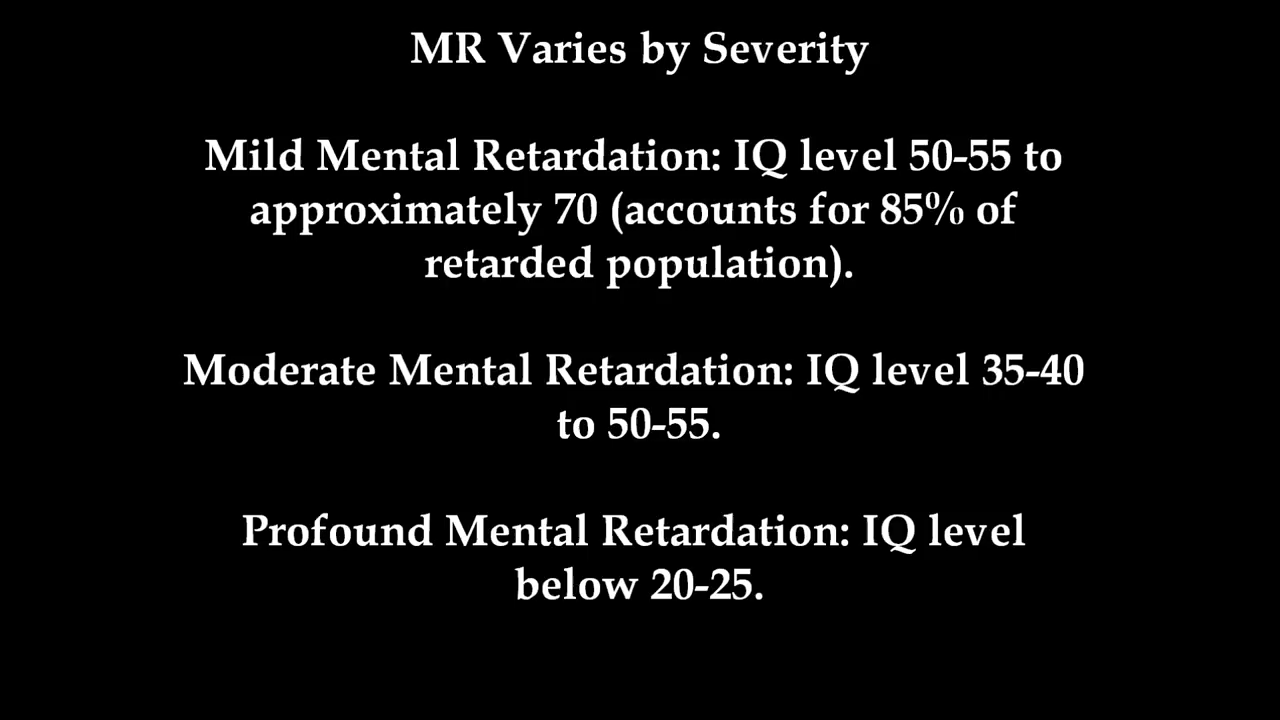 MR Varies by Severity
Mild Mental Retardation: IQ level 50-55 to
approximately 70 (accounts for 85% of
retarded population).
Moderate Mental Retardation: IQ level 35-40
to 50-55.
Profound Mental Retardation: IQ level
below 20-25.